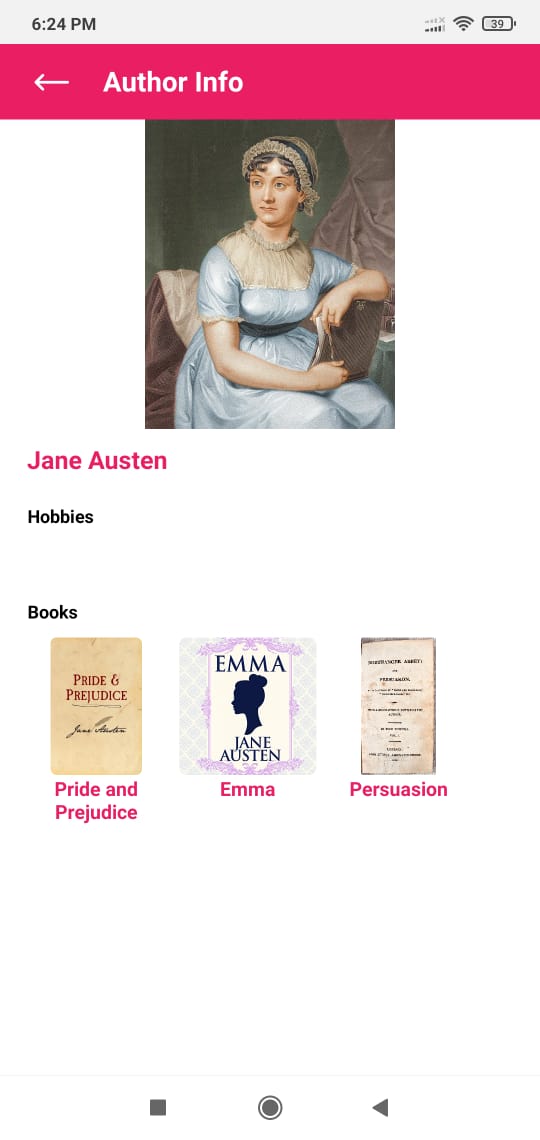 6:24 PM
39
Author Info
Jane Austen
Hobbies
Books
PRIDE &
PREJUDICE
Jane Austen
EMMA
JANE
AUSTEN
NORTHANGER ABBEY:
AND
PERSUASION.
Pride and
Prejudice
Emma
Persuasion